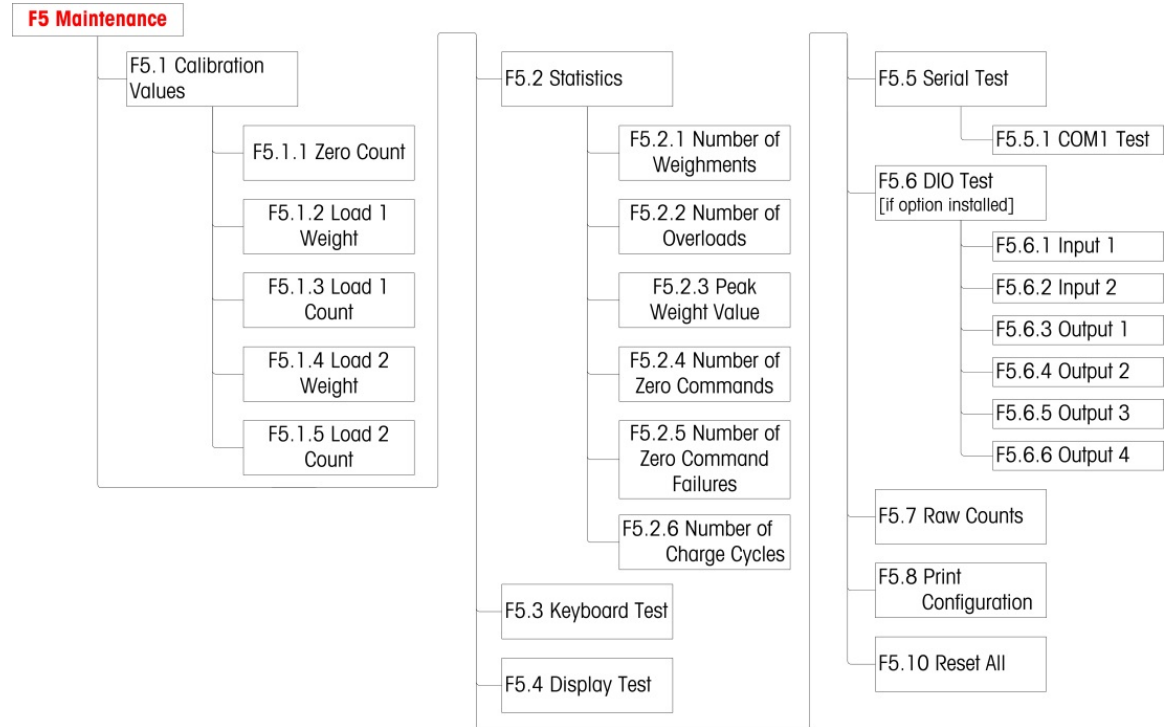 F5 Maintenance
F5.1 Calibration
Values
F5.1.1 Zero Count
F5.1.2 Load 1
Weight
F5.1.3 Load 1
Count
F5.1.4 Load 2
Weight
F5.1.5 Load 2
Count
F5.2 Statistics
F5.2.1 Number of
Weighments
F5.2.2 Number of
Overloads
F5.2.3 Peak
Weight Value
F5.2.4 Number of
Zero Commands
F5.2.5 Number of
Zero Command
Failures
F5.2.6 Number of
Charge Cycles
F5.3 Keyboard Test
F5.4 Display Test
F5.5 Serial Test
F5.5.1 COM1 Test
F5.6 DIO Test
[if option installed]
F5.6.1 Input 1
F5.6.2 Input 2
F5.6.3 Output 1
F5.6.4 Output 2
F5.6.5 Output 3
F5.6.6 Output 4
F5.7 Raw Counts
F5.8 Print
Configuration
F5.10 Reset All